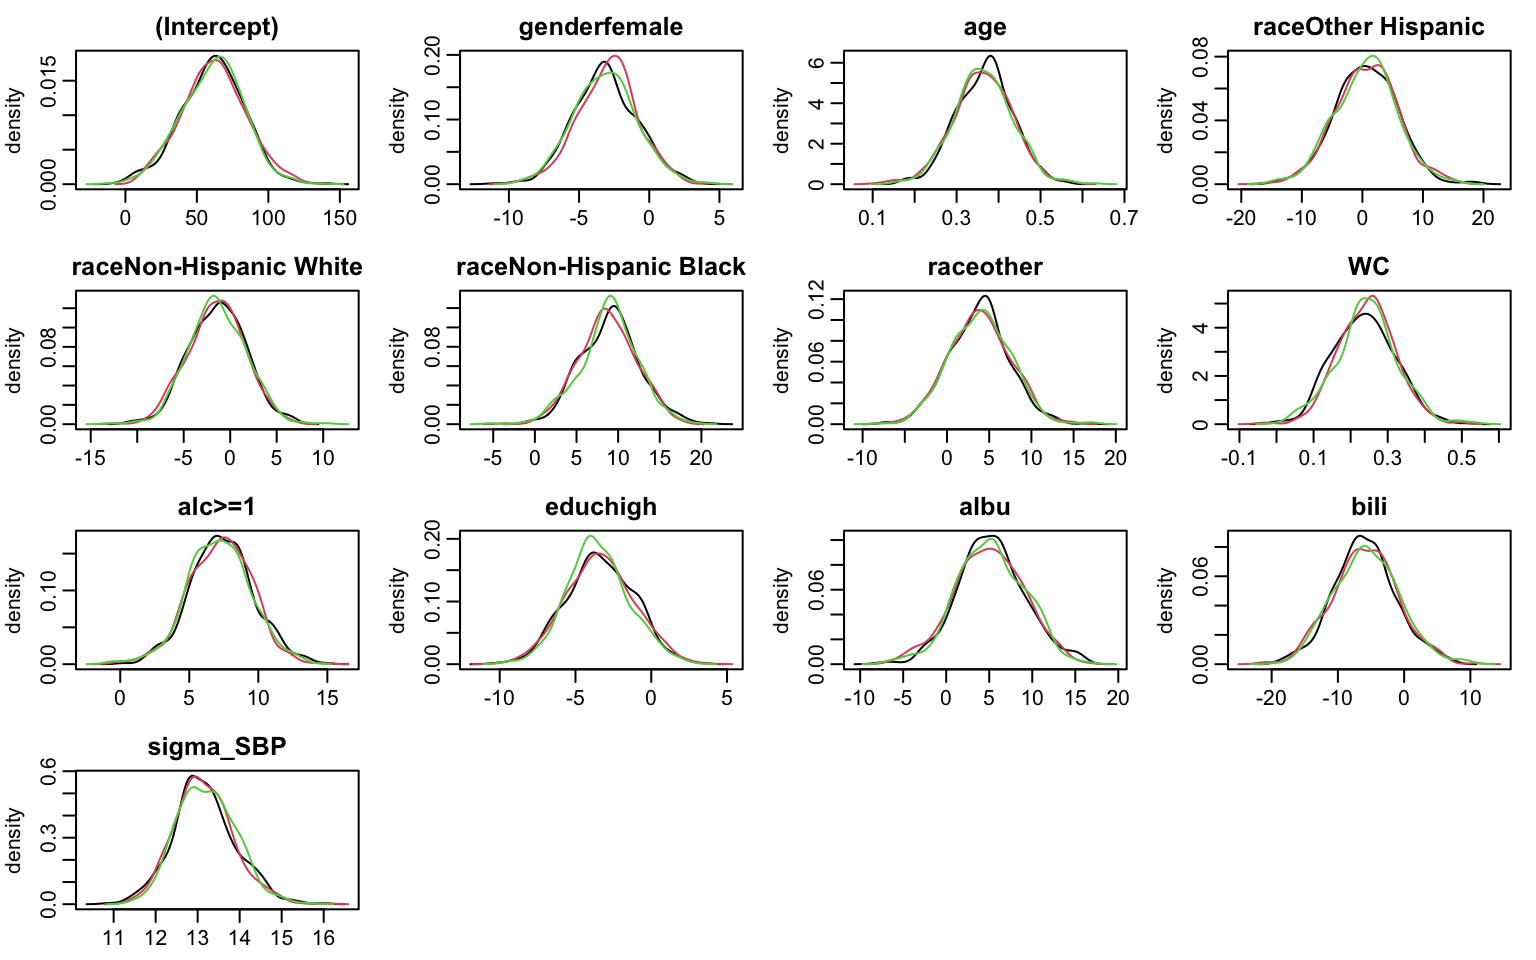 (Intercept) genderfemale age raceOther Hispanic
density 0.000 0.015 0 50 100 150
density 0.00 0.10 0.20 -10 -5 0 5
density 0 2 4 6 0.1 0.3 0.5 0.7
density 0.00 0.04 0.08 -20 -10 0 10 20
raceNon-Hispanic White raceNon-Hispanic Black raceother WC
density 0.00 0.08 -15 -5 0 5 10
density 0.00 0.08 -5 0 5 10 15 20
density 0.00 0.06 0.12 -10 0 5 10 15 20
density 0 2 4 -0.1 0.1 0.3 0.5
alc>=1 educhigh albu bili
density 0.00 0.10 0 5 10 15
density 0.00 0.10 0.20 -10 -5 0 5
density 0.00 0.06 -10 -5 0 5 10 15 20
density 0.00 0.06 -20 -10 0 10
sigma_SBP
density 0.0 0.3 0.6 11 12 13 14 15 16